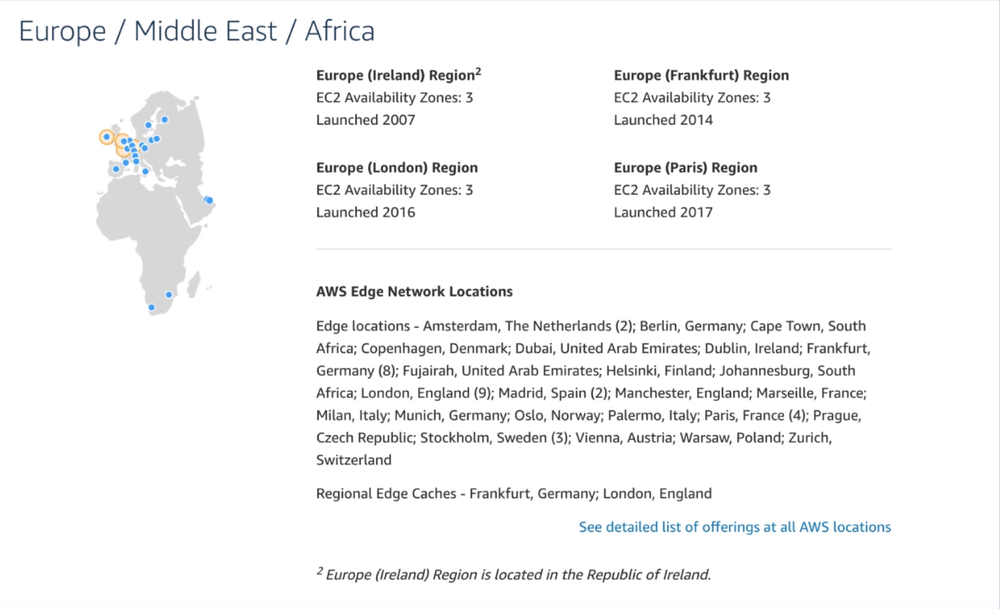 Europe / Middle East / Africa
Europe (Ireland) Region²
EC2 Availability Zones: 3
Launched 2007
Europe (Frankfurt) Region
EC2 Availability Zones: 3
Launched 2014
Europe (London) Region
EC2 Availability Zones: 3
Launched 2016
Europe (Paris) Region
EC2 Availability Zones: 3
Launched 2017
AWS Edge Network Locations
Edge locations - Amsterdam, The Netherlands (2); Berlin, Germany; Cape Town, South
Africa; Copenhagen, Denmark; Dubai, United Arab Emirates; Dublin, Ireland; Frankfurt,
Germany (8); Fujairah, United Arab Emirates; Helsinki, Finland; Johannesburg, South
Africa; London, England (9); Madrid, Spain (2); Manchester, England; Marseille, France;
Milan, Italy; Munich, Germany; Oslo, Norway; Palermo, Italy; Paris, France (4); Prague,
Czech Republic; Stockholm, Sweden (3); Vienna, Austria; Warsaw, Poland; Zurich,
Switzerland
Regional Edge Caches - Frankfurt, Germany; London, England
See detailed list of offerings at all AWS locations
² Europe (Ireland) Region is located in the Republic of Ireland.